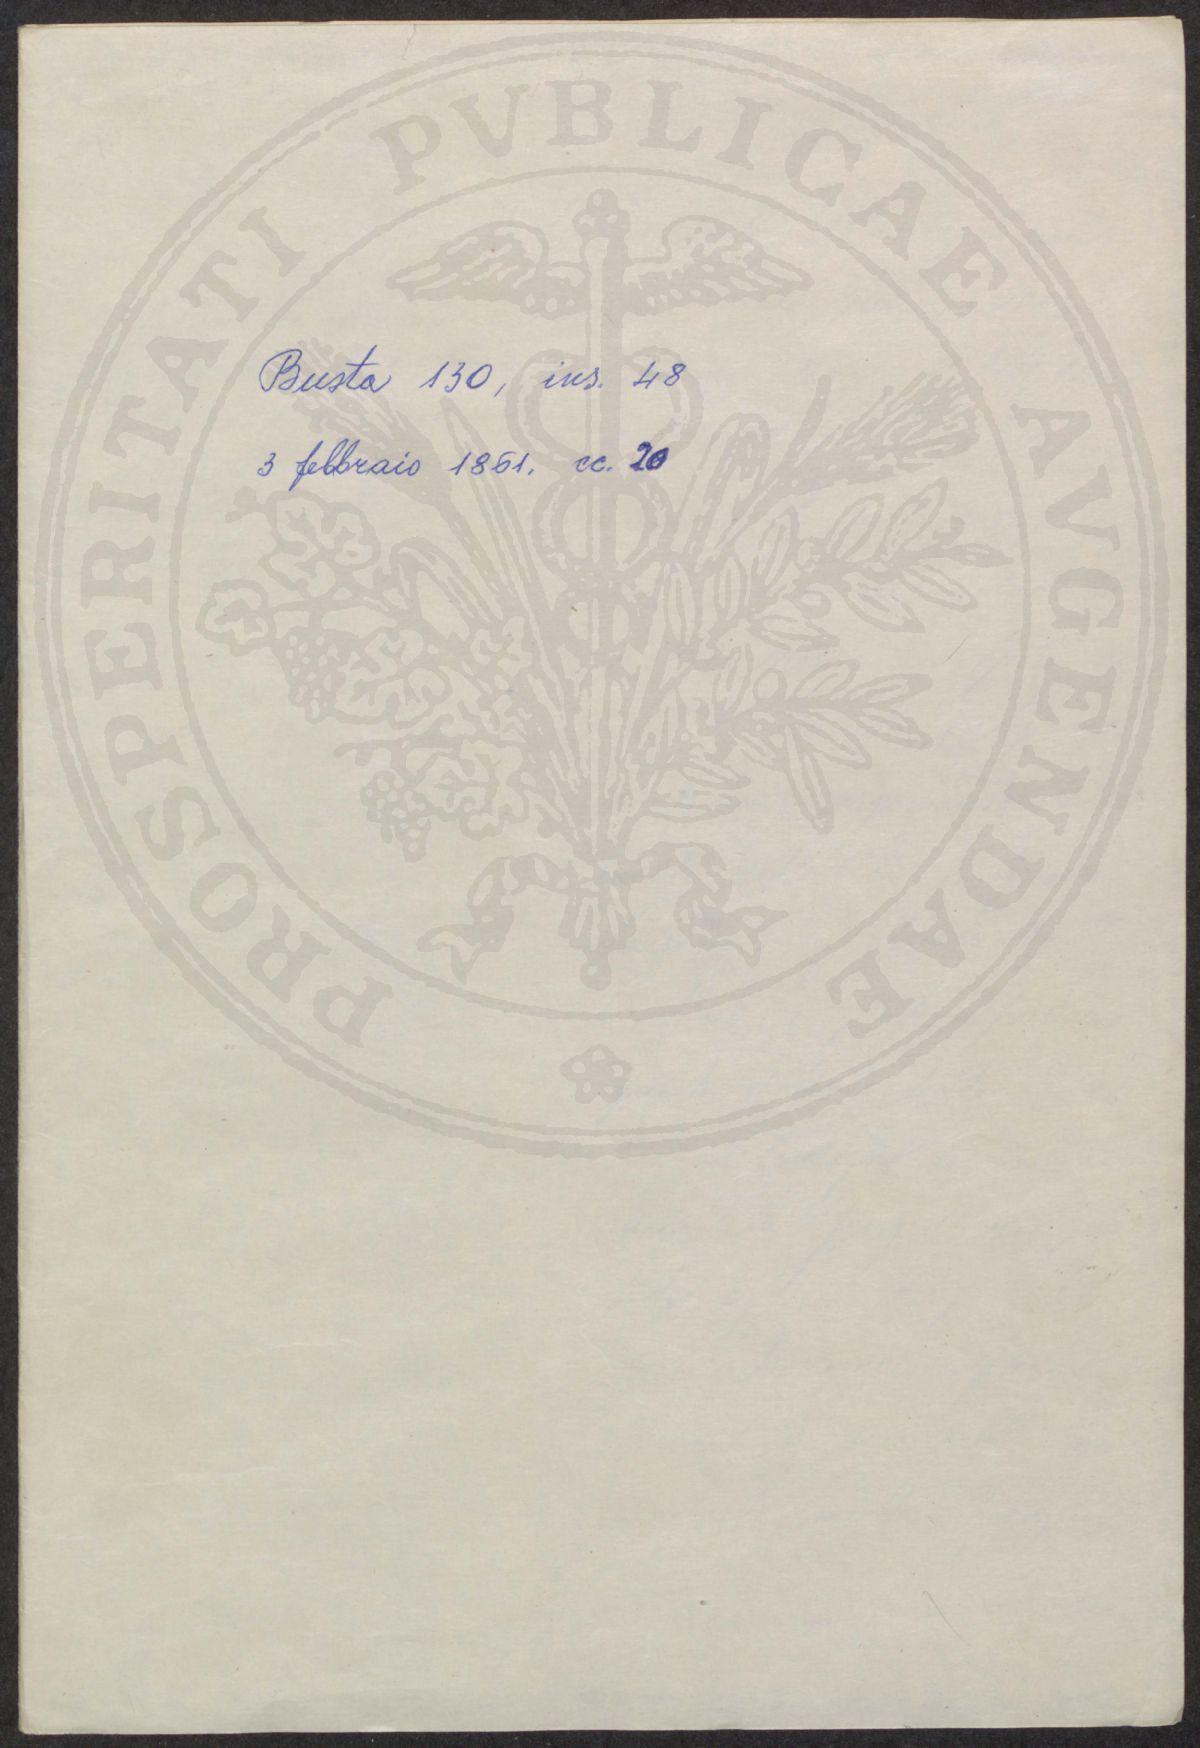 PROSPERITATI PVBLICAE AVGENDAE
Busta 130, ins. 48
3 febbraio 1861. cc. 20